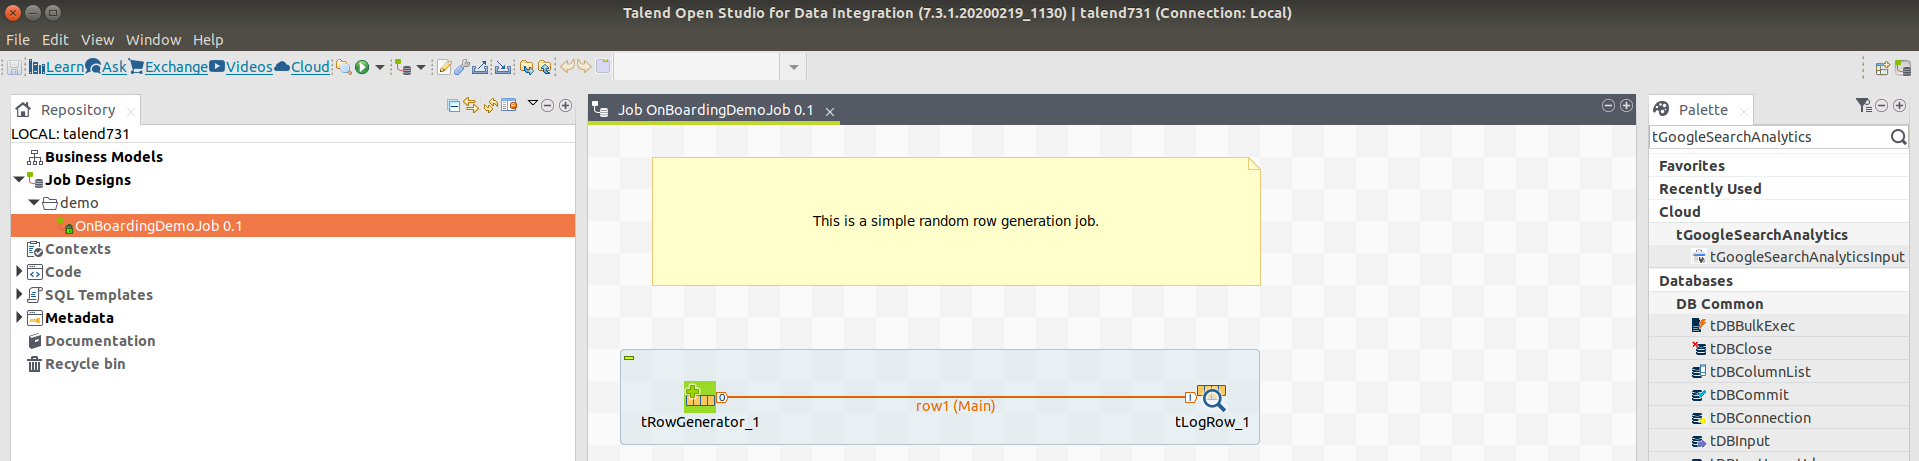 Talend Open Studio for Data Integration (7.3.1.20200219_1130) | talend731 (Connection: Local)
File Edit View Window Help
Learn Ask Exchange Videos Cloud
Repository
LOCAL: talend731
Business Models
Job Designs
demo
OnBoardingDemoJob 0.1
Contexts
Code
SQL Templates
Metadata
Documentation
Recycle bin
Job OnBoardingDemoJob 0.1
This is a simple random row generation job.
row1 (Main)
tRowGenerator_1
tLogRow_1
Palette
tGoogleSearchAnalytics
Favorites
Recently Used
Cloud
tGoogleSearchAnalytics
tGoogleSearchAnalyticsInput
Databases
DB Common
tDBBulkExec
tDBClose
tDBColumnList
tDBCommit
tDBConnection
tDBInput